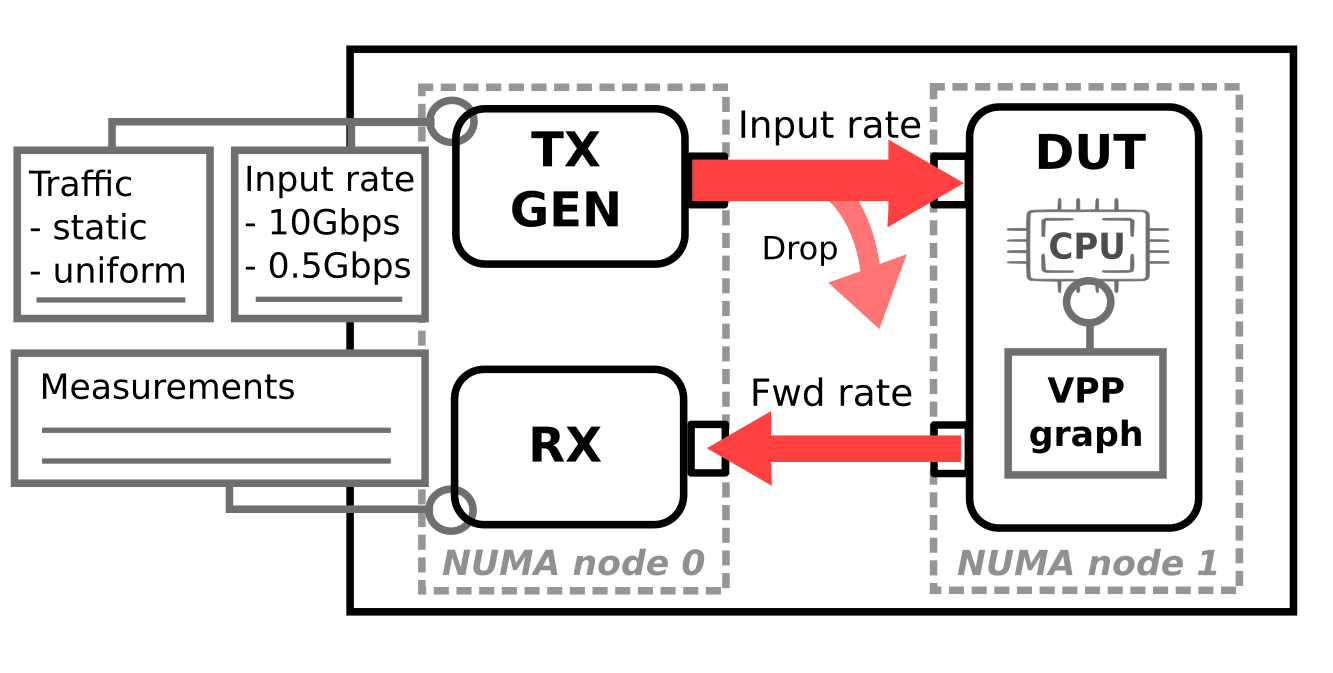 Traffic
- static
- uniform
Input rate
- 10Gbps
- 0.5Gbps
Measurements
TX
GEN
RX
NUMA node 0
Input rate
Drop
Fwd rate
DUT
CPU
VPP
graph
NUMA node 1